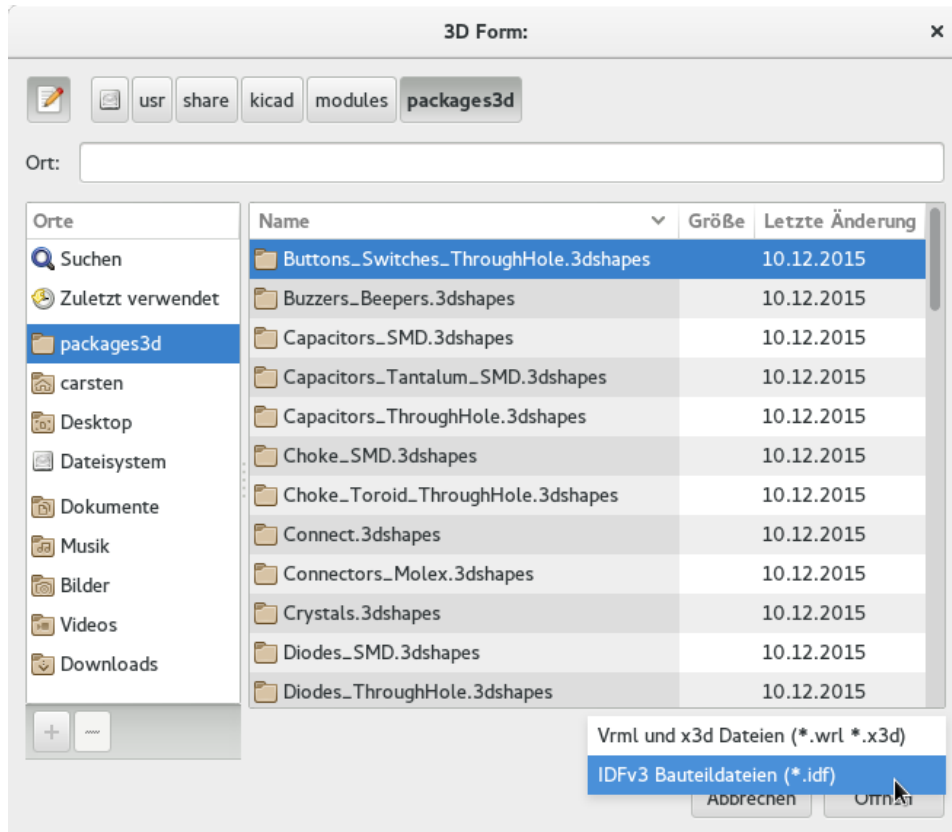 3D Form:
usr share kicad modules packages3d
Ort:
Orte
Suchen
Zuletzt verwendet
packages3d
carsten
Desktop
Dateisystem
Dokumente
Musik
Bilder
Videos
Downloads
Name Größe Letzte Änderung
Buttons_Switches_ThroughHole.3dshapes 10.12.2015
Buzzers_Beepers.3dshapes 10.12.2015
Capacitors_SMD.3dshapes 10.12.2015
Capacitors_Tantalum_SMD.3dshapes 10.12.2015
Capacitors_ThroughHole.3dshapes 10.12.2015
Choke_SMD.3dshapes 10.12.2015
Choke_Toroid_ThroughHole.3dshapes 10.12.2015
Connect.3dshapes 10.12.2015
Connectors_Molex.3dshapes 10.12.2015
Crystals.3dshapes 10.12.2015
Diodes_SMD.3dshapes 10.12.2015
Diodes_ThroughHole.3dshapes 10.12.2015
Vrml und x3d Dateien (*.wrl *.x3d)
IDFv3 Bauteildateien (*.idf)
Abbrechen Öffnen